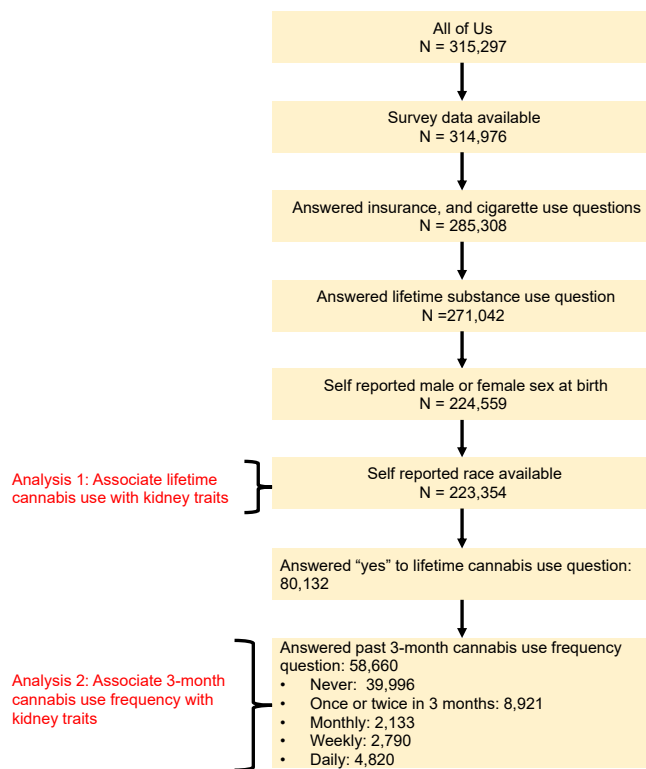 All of Us
N = 315,297
Survey data available
N = 314,976
Answered insurance, and cigarette use questions
N = 285,308
Answered lifetime substance use question
N =271,042
Self reported male or female sex at birth
N = 224,559
Analysis 1: Associate lifetime
cannabis use with kidney traits
Self reported race available
N = 223,354
Answered “yes” to lifetime cannabis use question:
80,132
Analysis 2: Associate 3-month
cannabis use frequency with
kidney traits
Answered past 3-month cannabis use frequency
question: 58,660
• Never: 39,996
• Once or twice in 3 months: 8,921
• Monthly: 2,133
• Weekly: 2,790
• Daily: 4,820